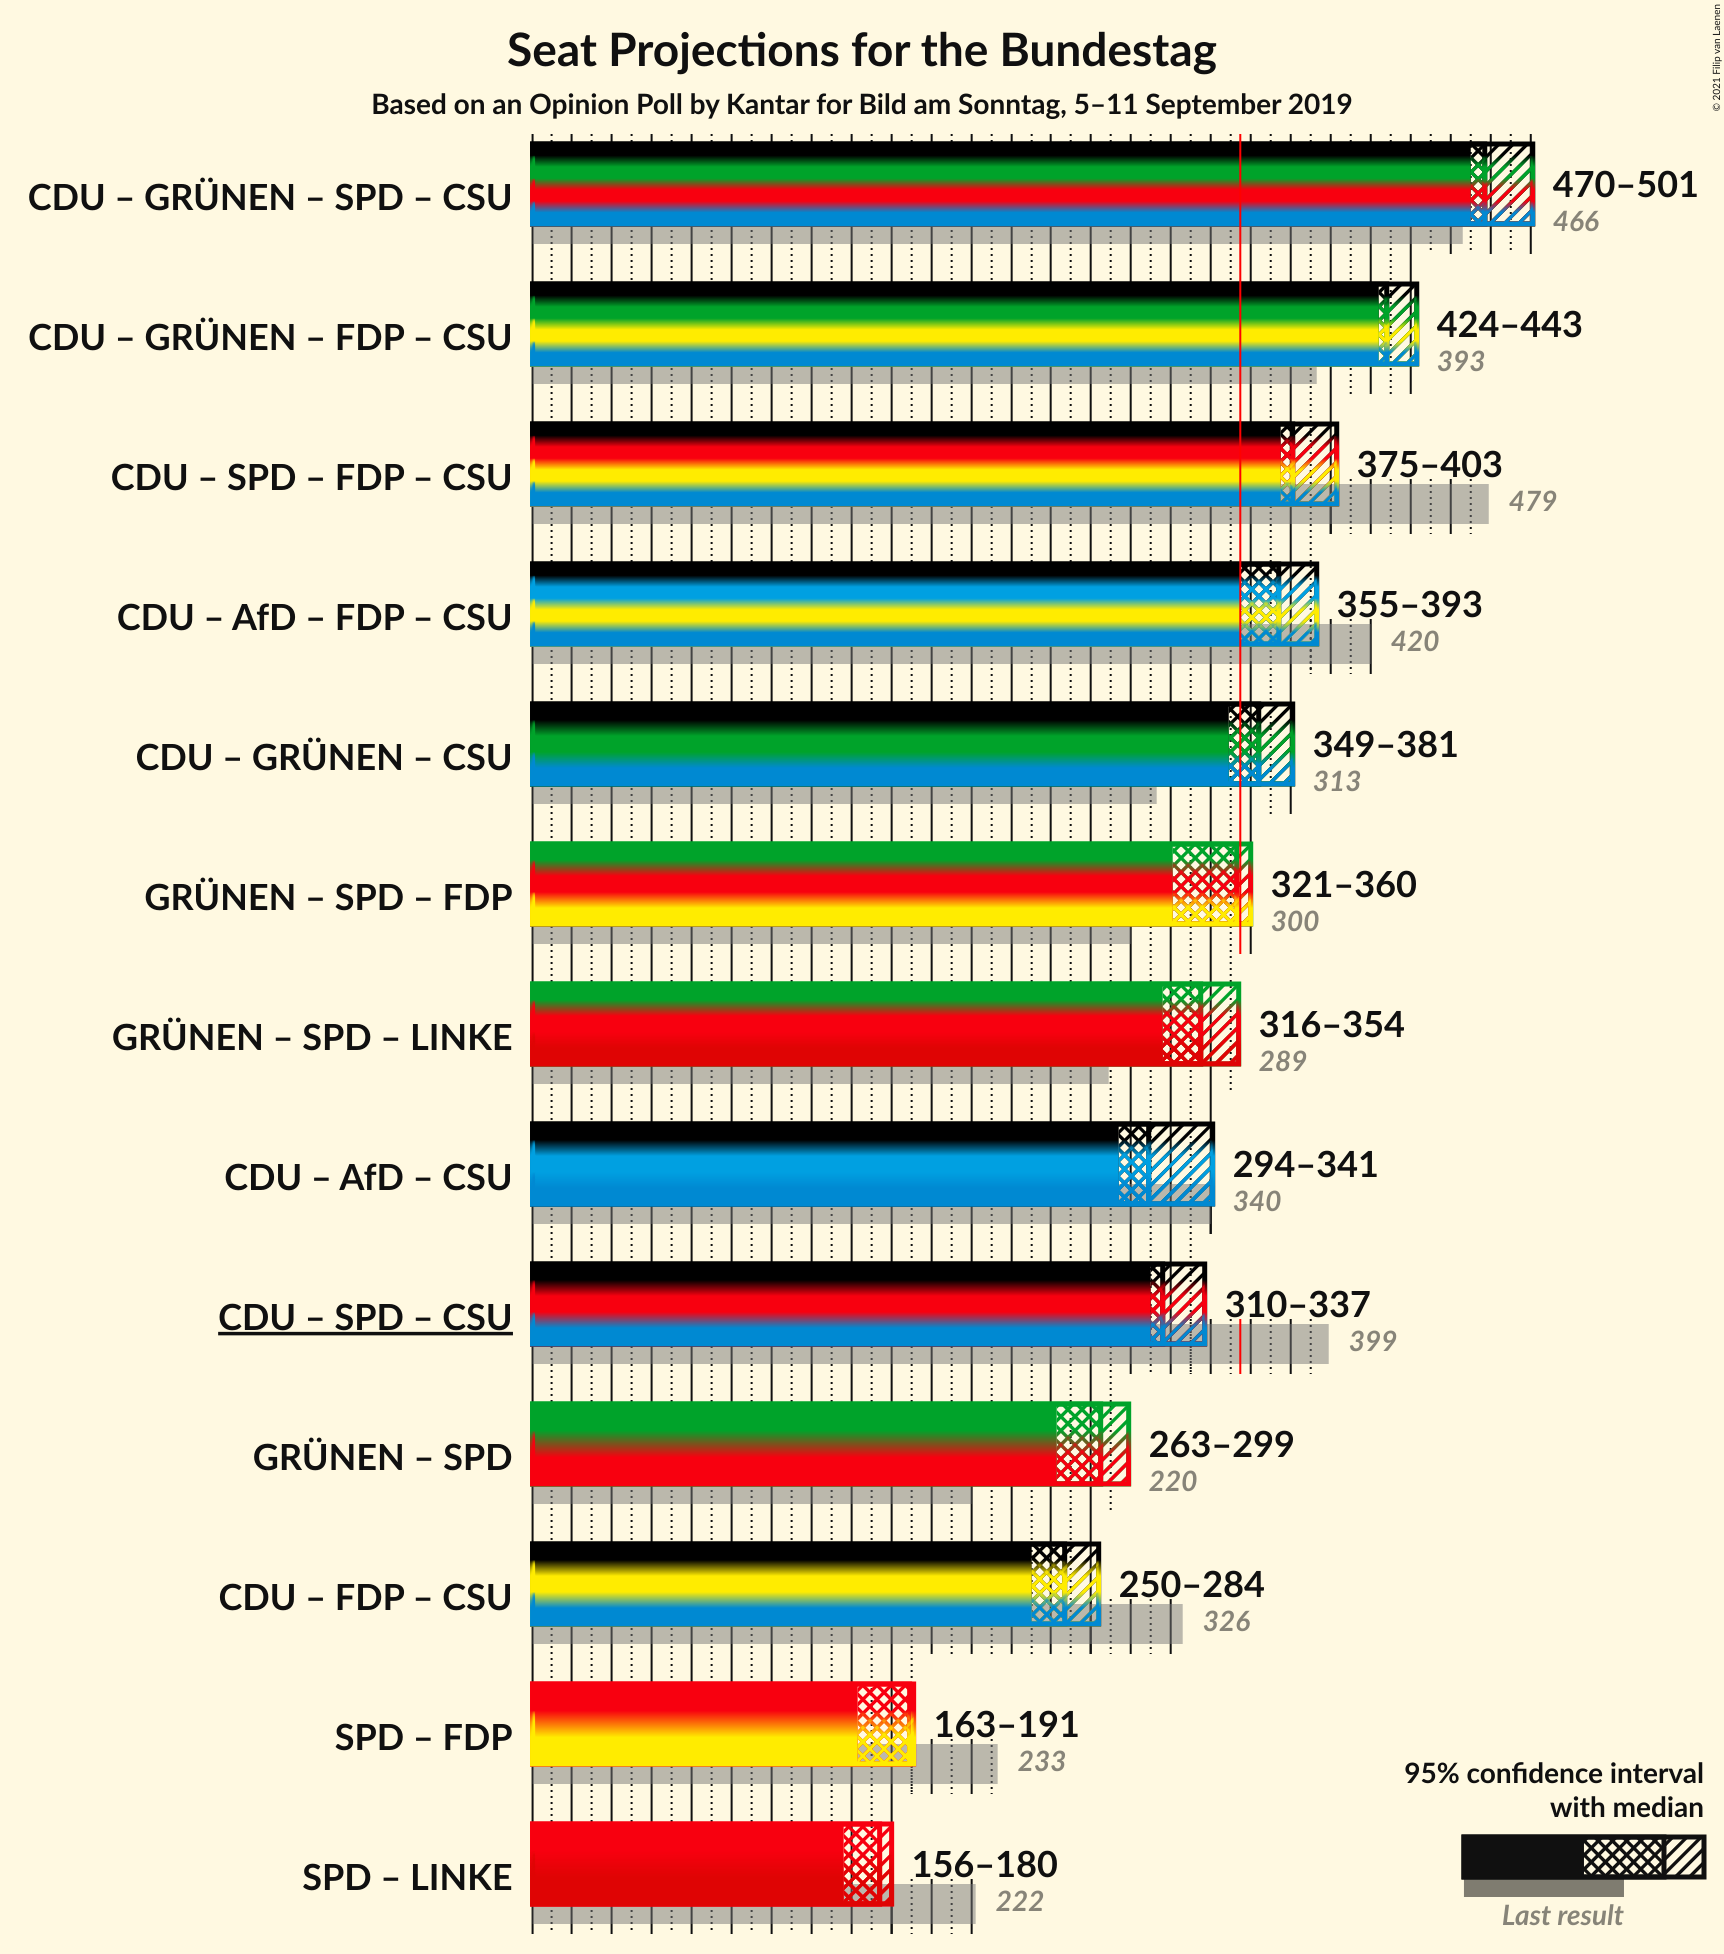 Seat Projections for the Bundestag
Based on an Opinion Poll by Kantar for Bild am Sonntag, 5–11 September 2019
© 2021 Filip van Laenen
CDU – GRÜNEN – SPD – CSU
470–501
466
CDU – GRÜNEN – FDP – CSU
424–443
393
CDU – SPD – FDP – CSU
375–403
479
CDU – AfD – FDP – CSU
355–393
420
CDU – GRÜNEN – CSU
349–381
313
GRÜNEN – SPD – FDP
321–360
300
GRÜNEN – SPD – LINKE
316–354
289
CDU – AfD – CSU
294–341
340
CDU – SPD – CSU
310–337
399
GRÜNEN – SPD
263–299
220
CDU – FDP – CSU
250–284
326
SPD – FDP
163–191
233
SPD – LINKE
156–180
222
95% confidence interval
with median
Last result